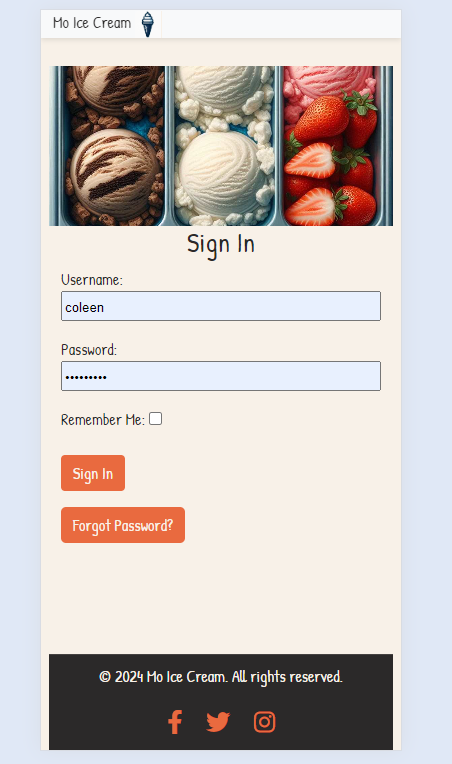 Mo Ice Cream
Sign In
Username:
coleen
Password:
•••••••••
Remember Me:
Sign In
Forgot Password?
© 2024 Mo Ice Cream. All rights reserved.